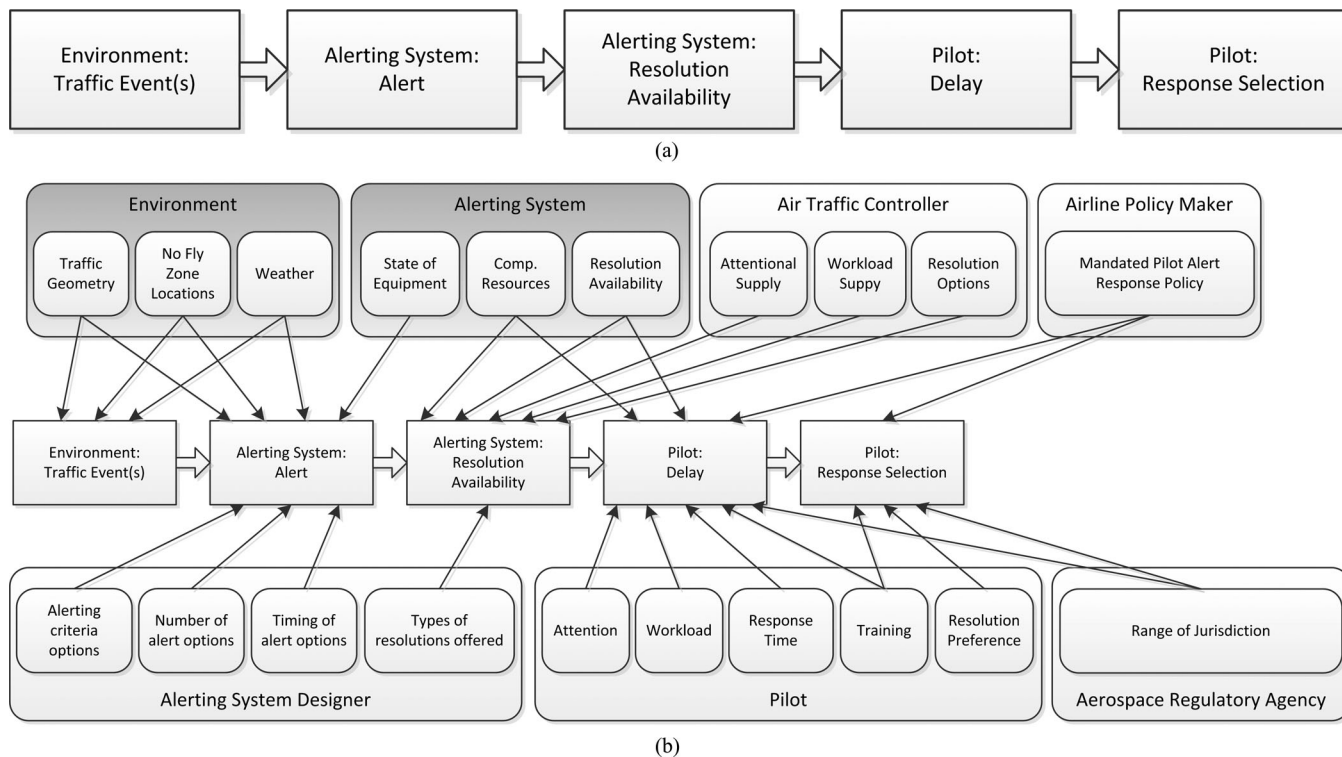 Environment:
Traffic Event(s)
Alerting System:
Alert
Alerting System:
Resolution
Availability
Pilot:
Delay
Pilot:
Response Selection
(a)
Environment
Traffic
Geometry
No Fly
Zone
Locations
Weather
Alerting System
State of
Equipment
Comp.
Resources
Resolution
Availability
Air Traffic Controller
Attentional
Supply
Workload
Suppy
Resolution
Options
Airline Policy Maker
Mandated Pilot Alert
Response Policy
Environment:
Traffic Event(s)
Alerting System:
Alert
Alerting System:
Resolution
Availability
Pilot:
Delay
Pilot:
Response Selection
Alerting
criteria
options
Number of
alert options
Timing of
alert options
Types of
resolutions offered
Alerting System Designer
Attention
Workload
Response
Time
Training
Resolution
Preference
Pilot
Range of Jurisdiction
Aerospace Regulatory Agency
(b)